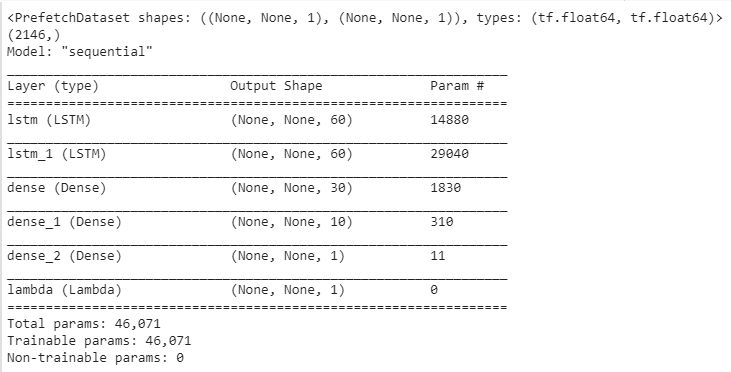 <PrefetchDataset shapes: ((None, None, 1), (None, None, 1)), types: (tf.float64, tf.float64)>
(2146,)
Model: "sequential"
_________________________________________________________________
Layer (type)                 Output Shape              Param #
=================================================================
lstm (LSTM)                  (None, None, 60)          14880
_________________________________________________________________
lstm_1 (LSTM)                (None, None, 60)          29040
_________________________________________________________________
dense (Dense)                (None, None, 30)          1830
_________________________________________________________________
dense_1 (Dense)              (None, None, 10)          310
_________________________________________________________________
dense_2 (Dense)              (None, None, 1)           11
_________________________________________________________________
lambda (Lambda)              (None, None, 1)           0
=================================================================
Total params: 46,071
Trainable params: 46,071
Non-trainable params: 0